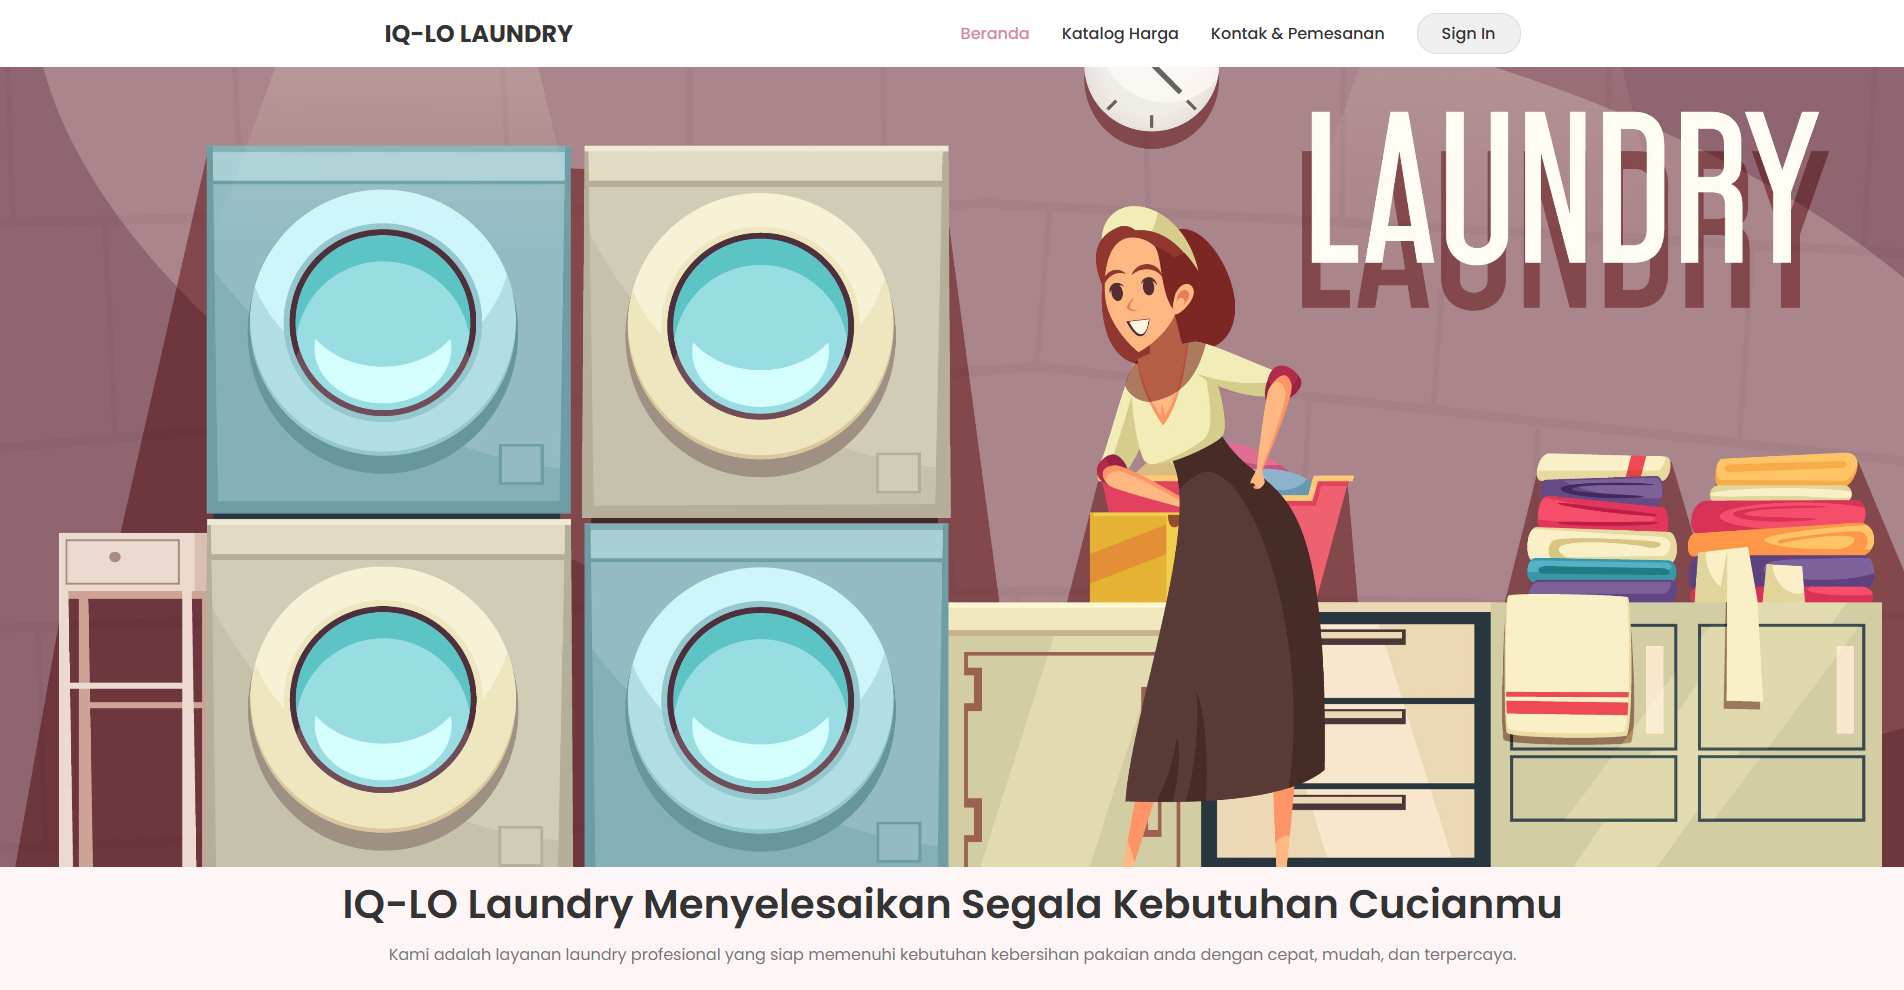 IQ-LO LAUNDRY
Beranda
Katalog Harga
Kontak & Pemesanan
Sign In
LAUNDRY
IQ-LO Laundry Menyelesaikan Segala Kebutuhan Cucianmu
Kami adalah layanan laundry profesional yang siap memenuhi kebutuhan kebersihan pakaian anda dengan cepat, mudah, dan terpercaya.